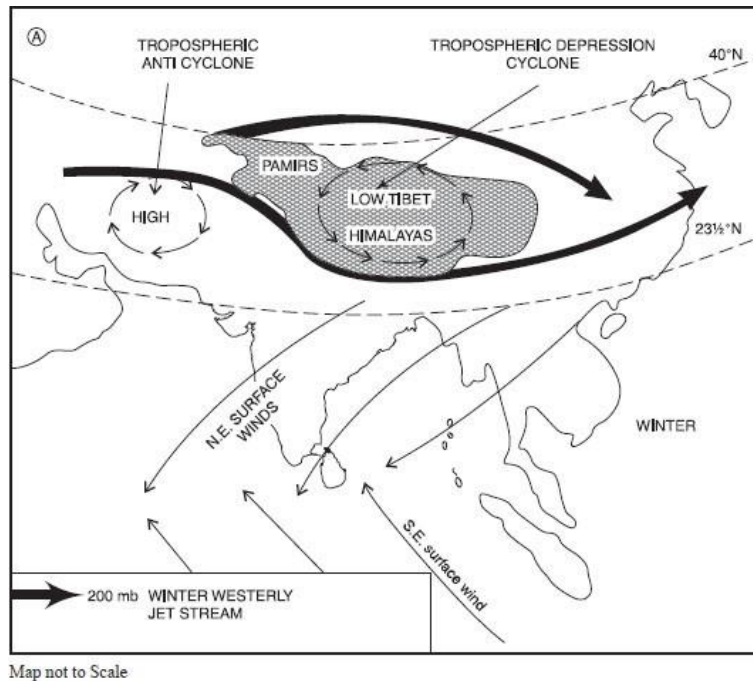 A
TROPOSPHERIC
ANTI CYCLONE
TROPOSPHERIC DEPRESSION
CYCLONE
40°N
PAMIRS
LOW TIBET
HIMALAYAS
HIGH
23½°N
N.E. SURFACE
WINDS
WINTER
S.E. surface wind
200 mb WINTER WESTERLY
JET STREAM
Map not to Scale